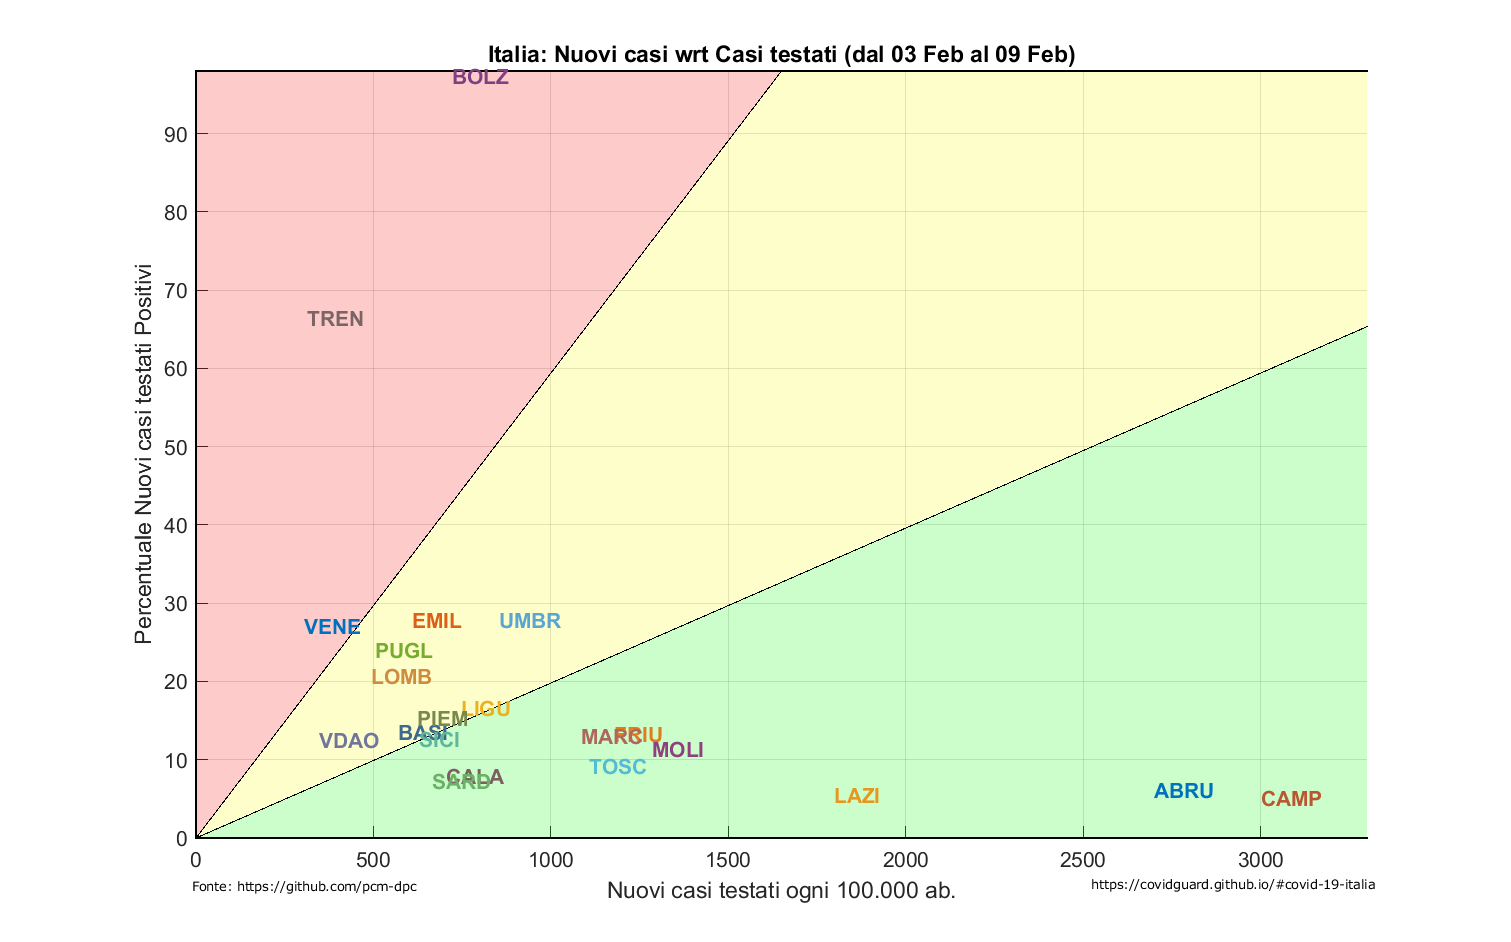 Italia: Nuovi casi wrt Casi testati (dal 03 Feb al 09 Feb)
BOLZ
90
80
70
TREN
60
50
40
30
EMIL
UMBR
VENE
PUGL
LOMB
20
LIGU
PIEM
BASI
FRIU
MARC
SICI
VDAO
MOLI
10
TOSC
CALA
SARD
ABRU
LAZI
CAMP
0
0 500 1000 1500 2000 2500 3000
Percentuale Nuovi casi testati Positivi
Nuovi casi testati ogni 100.000 ab.
Fonte: https://github.com/pcm-dpc
https://covidguard.github.io/#covid-19-italia